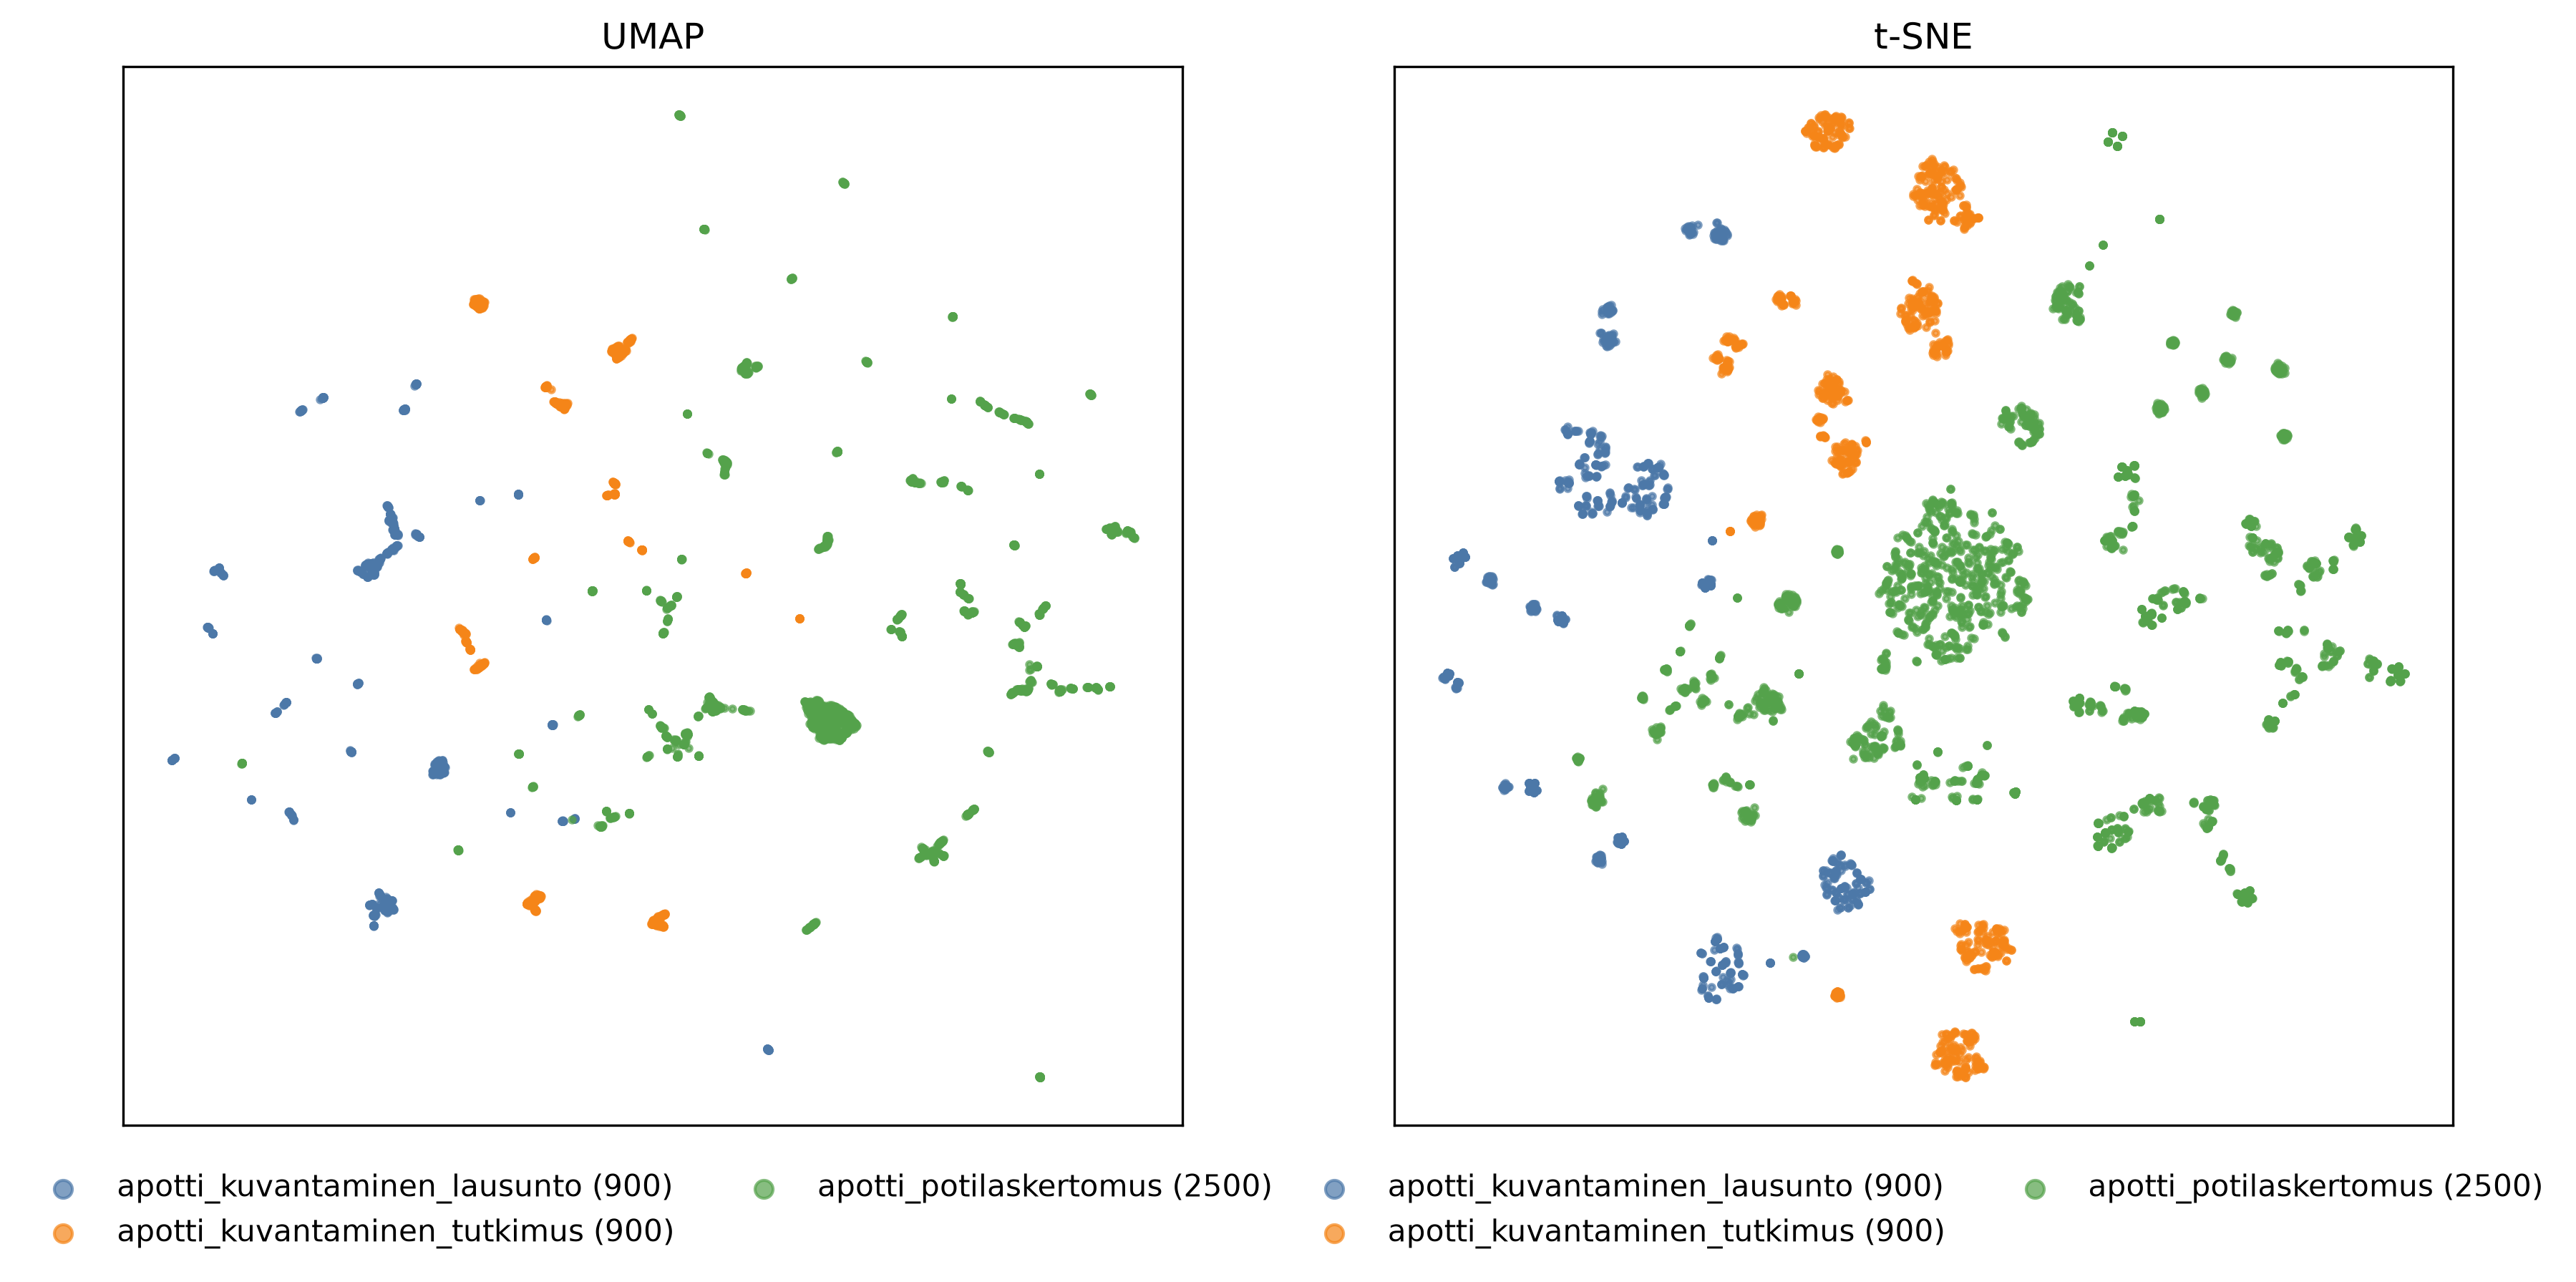 UMAP
t-SNE
apotti_kuvantaminen_lausunto (900)
apotti_kuvantaminen_tutkimus (900)
apotti_potilaskertomus (2500)
apotti_kuvantaminen_lausunto (900)
apotti_kuvantaminen_tutkimus (900)
apotti_potilaskertomus (2500)